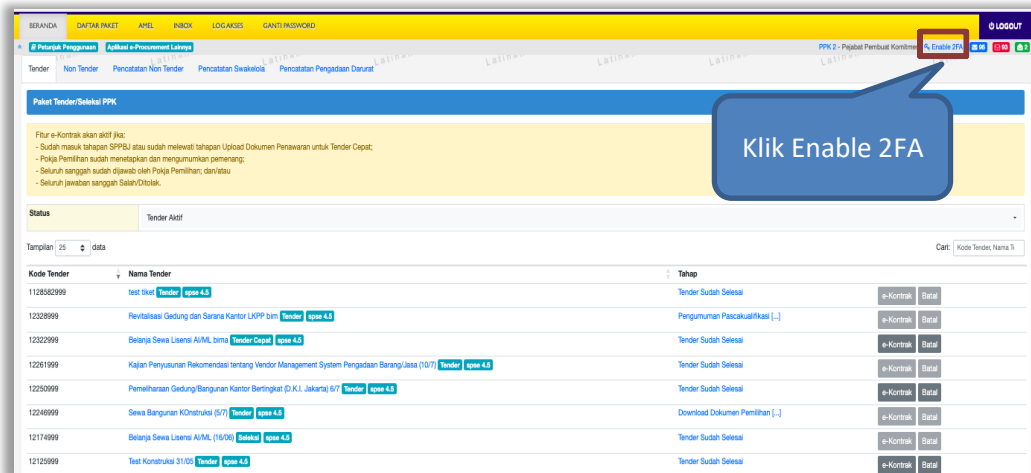 BERANDA DAFTAR PAKET AMEL INBOX LOG AKSES GANTI PASSWORD LOGOUT
Petunjuk Penggunaan Aplikasi e-Procurement Lainnya PPK 2 - Pejabat Pembuat Komitmen Enable 2FA 95 60 2
Tender Non Tender Pencatatan Non Tender Pencatatan Swakelola Pencatatan Pengadaan Darurat
Paket Tender/Seleksi PPK
Klik Enable 2FA
Fitur e-Kontrak akan aktif jika:
- Sudah masuk tahapan SPPBJ atau sudah melewati tahapan Upload Dokumen Penawaran untuk Tender Cepat;
- Pokja Pemilihan sudah menetapkan dan mengumumkan pemenang;
- Seluruh sanggah sudah dijawab oleh Pokja Pemilihan; dan/atau
- Seluruh jawaban sanggah Salah/Ditolak.
Status Tender Aktif
Tampilan 25 data Cari: Kode Tender, Nama
Kode Tender Nama Tender Tahap
1128582999 test tiket Tender spse 4.5 Tender Sudah Selesai e-Kontrak Batal
12328999 Revitalisasi Gedung dan Sarana Kantor LKPP bim Tender spse 4.5 Pengumuman Pascakualifikasi [...] e-Kontrak Batal
12322999 Belanja Sewa Lisensi AI/ML bima Tender Cepat spse 4.5 Tender Sudah Selesai e-Kontrak Batal
12261999 Kajian Penyusunan Rekomendasi tentang Vendor Management System Pengadaan Barang/Jasa (10/7) Tender spse 4.5 Tender Sudah Selesai e-Kontrak Batal
12250999 Pemeliharaan Gedung/Bangunan Kantor Bertingkat (D.K.I. Jakarta) 6/7 Tender spse 4.5 Tender Sudah Selesai e-Kontrak Batal
12246999 Sewa Bangunan KOnstruksi (5/7) Tender spse 4.5 Download Dokumen Pemilihan [...] e-Kontrak Batal
12174999 Belanja Sewa Lisensi AI/ML (16/06) Seleksi spse 4.5 Tender Sudah Selesai e-Kontrak Batal
12125999 Test Konstruksi 31/05 Tender spse 4.5 Tender Sudah Selesai e-Kontrak Batal